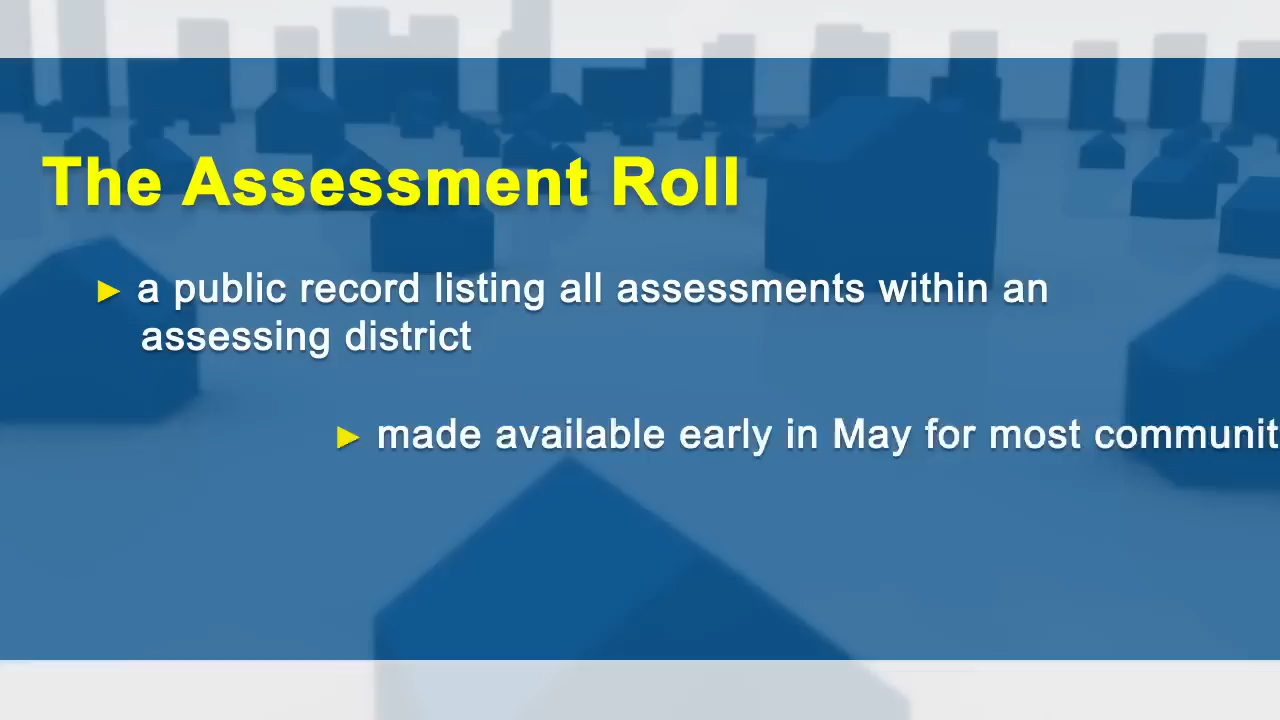 The Assessment Roll
► a public record listing all assessments within an
assessing district
► made available early in May for most communit